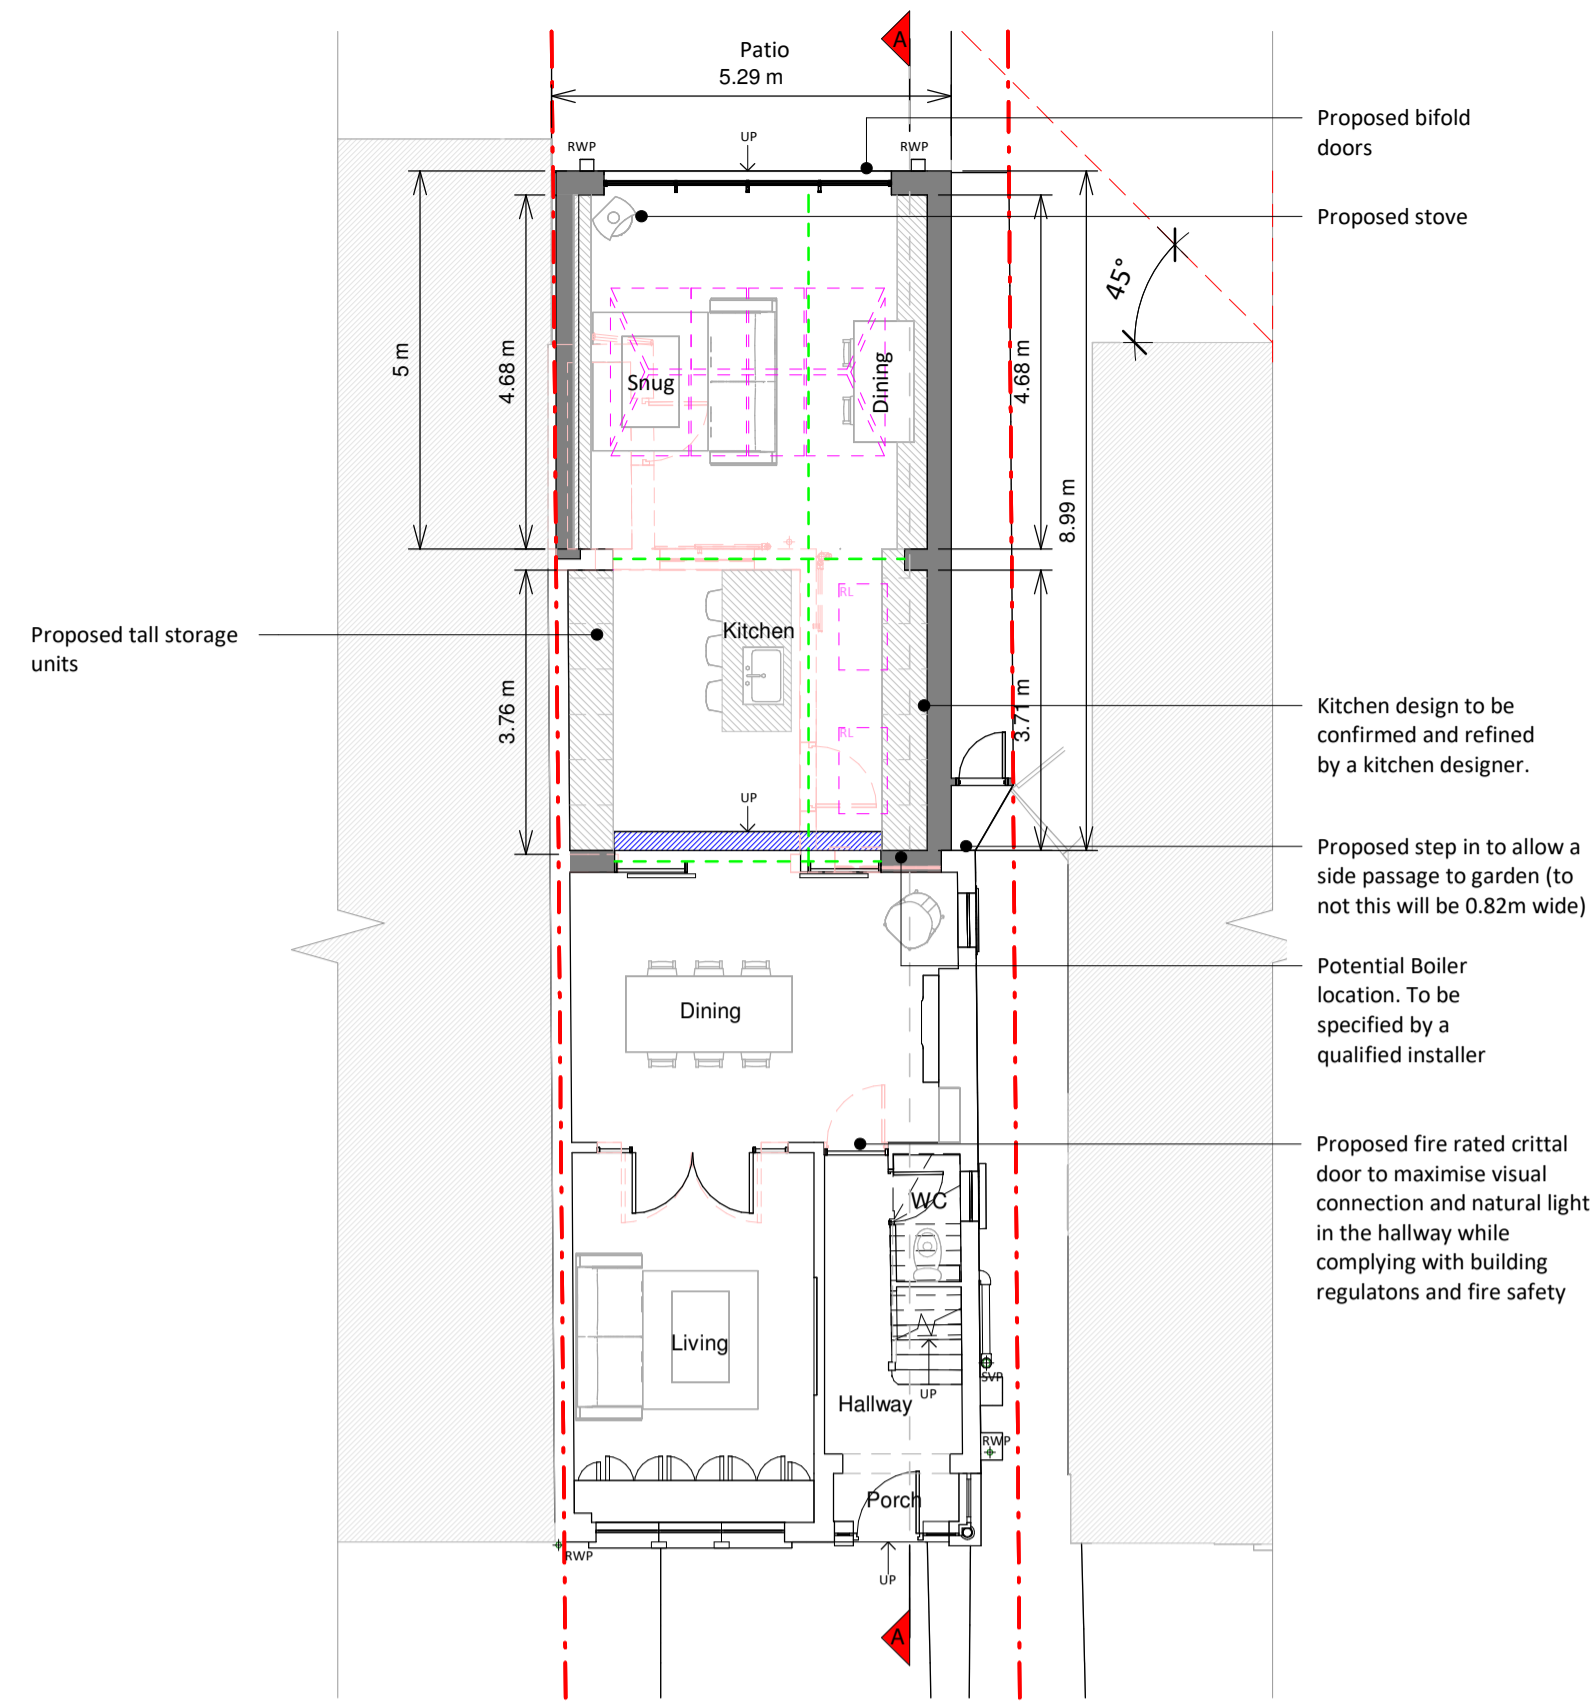 A
Patio
5.29 m
Proposed bifold
doors
UP
RWP
RWP
Proposed stove
45°
5 m
4.68 m
4.68 m
Snug
Dining
8.99 m
RL
Kitchen
Proposed tall storage
units
3.76 m
3.71 m
Kitchen design to be
confirmed and refined
by a kitchen designer.
RL
UP
Proposed step in to allow a
side passage to garden (to
not this will be 0.82m wide)
Potential Boiler
location. To be
specified by a
qualified installer
Dining
Proposed fire rated crittal
door to maximise visual
connection and natural light
in the hallway while
complying with building
regulatons and fire safety
WC
Living
SVP
UP
Hallway
RWP
Porch
RWP
UP
A